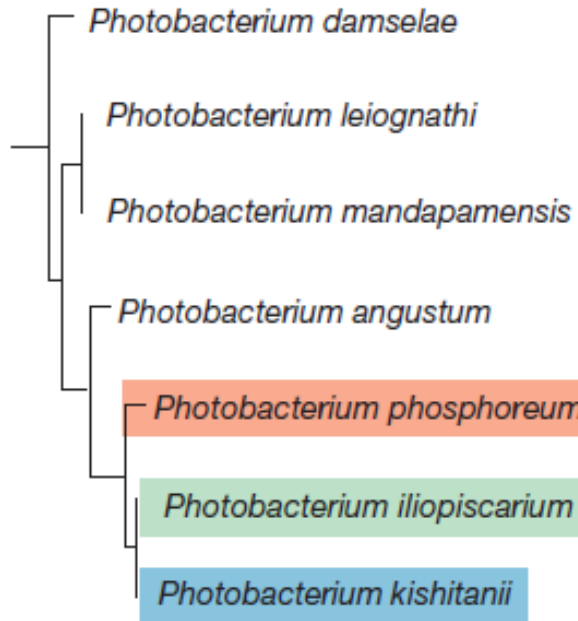 Photobacterium damselae
Photobacterium leiognathi
Photobacterium mandapamensis
Photobacterium angustum
Photobacterium phosphoreum
Photobacterium iliopiscarium
Photobacterium kishitanii